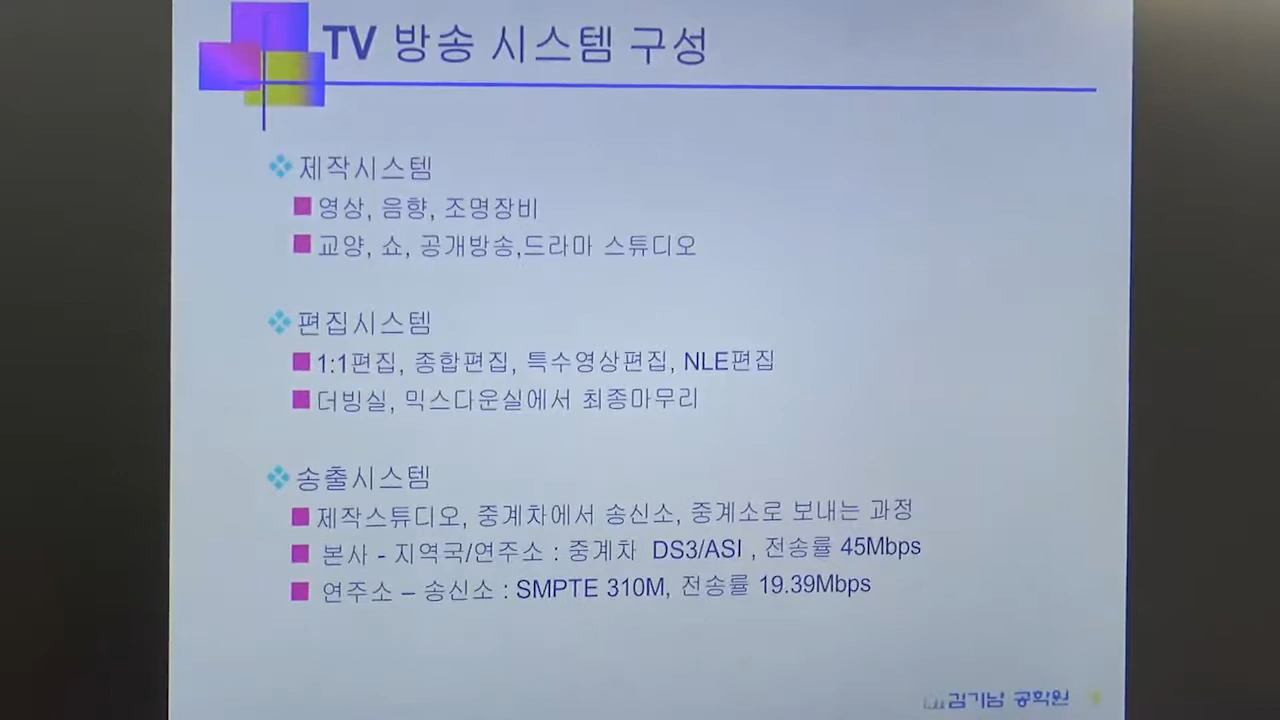 TV 방송 시스템 구성
제작시스템
영상, 음향, 조명장비
교양, 쇼, 공개방송,드라마 스튜디오
편집시스템
1:1편집, 종합편집, 특수영상편집, NLE편집
더빙실, 믹스다운실에서 최종마무리
송출시스템
제작스튜디오, 중계차에서 송신소, 중계소로 보내는 과정
본사 - 지역국/연주소 : 중계차 DS3/ASI , 전송률 45Mbps
연주소 – 송신소 : SMPTE 310M, 전송률 19.39Mbps
김기남 공학원